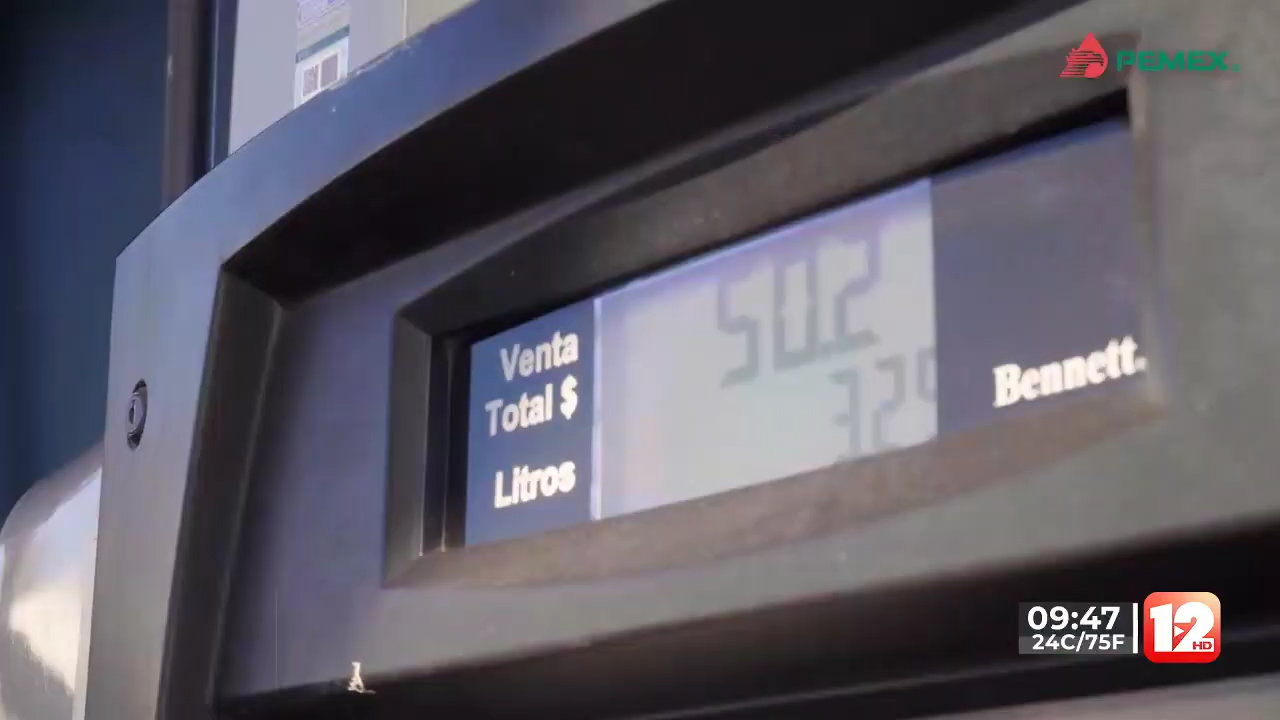 PEMEX.
50.2
Venta
Total $
Bennett.
Litros
09:47
24C/75F
12
HD